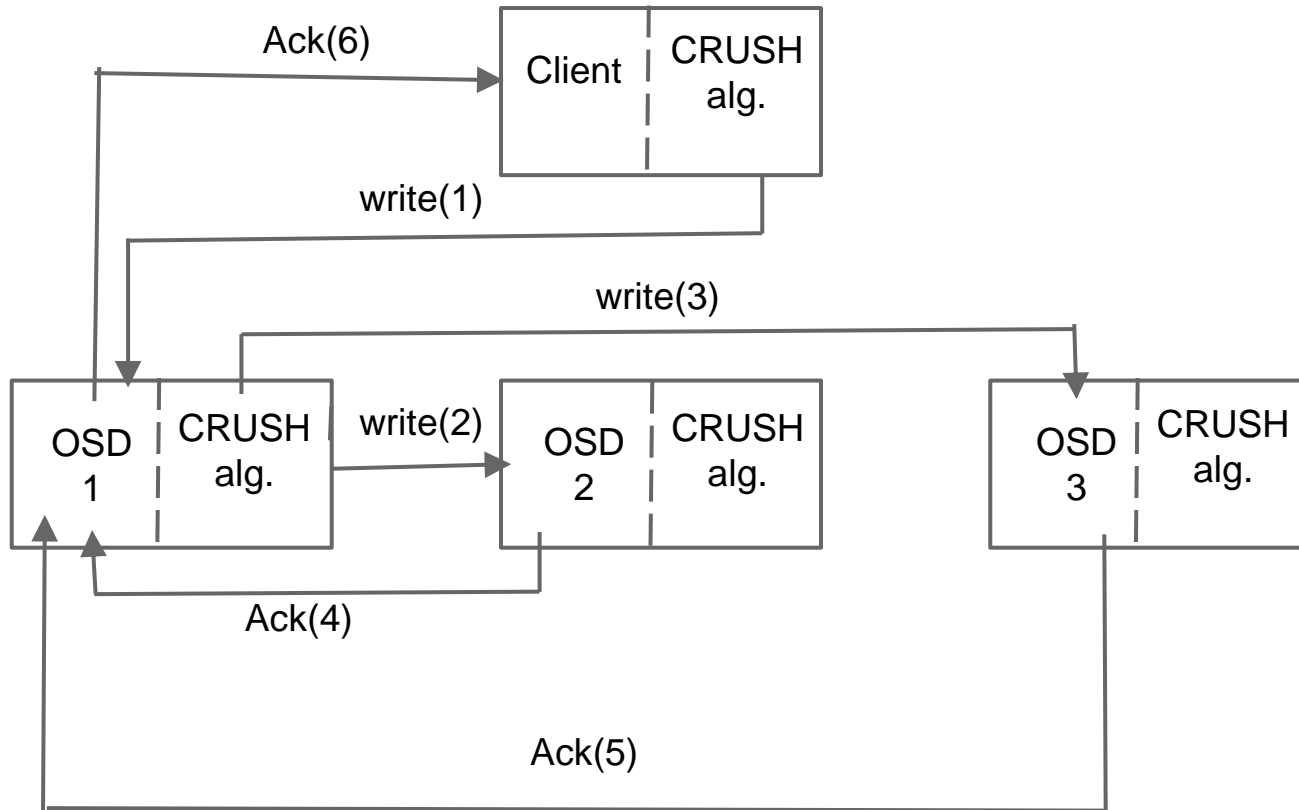 Ack(6)
Client
CRUSH
alg.
write(1)
write(3)
OSD
1
CRUSH
alg.
write(2)
OSD
2
CRUSH
alg.
OSD
3
CRUSH
alg.
Ack(4)
Ack(5)